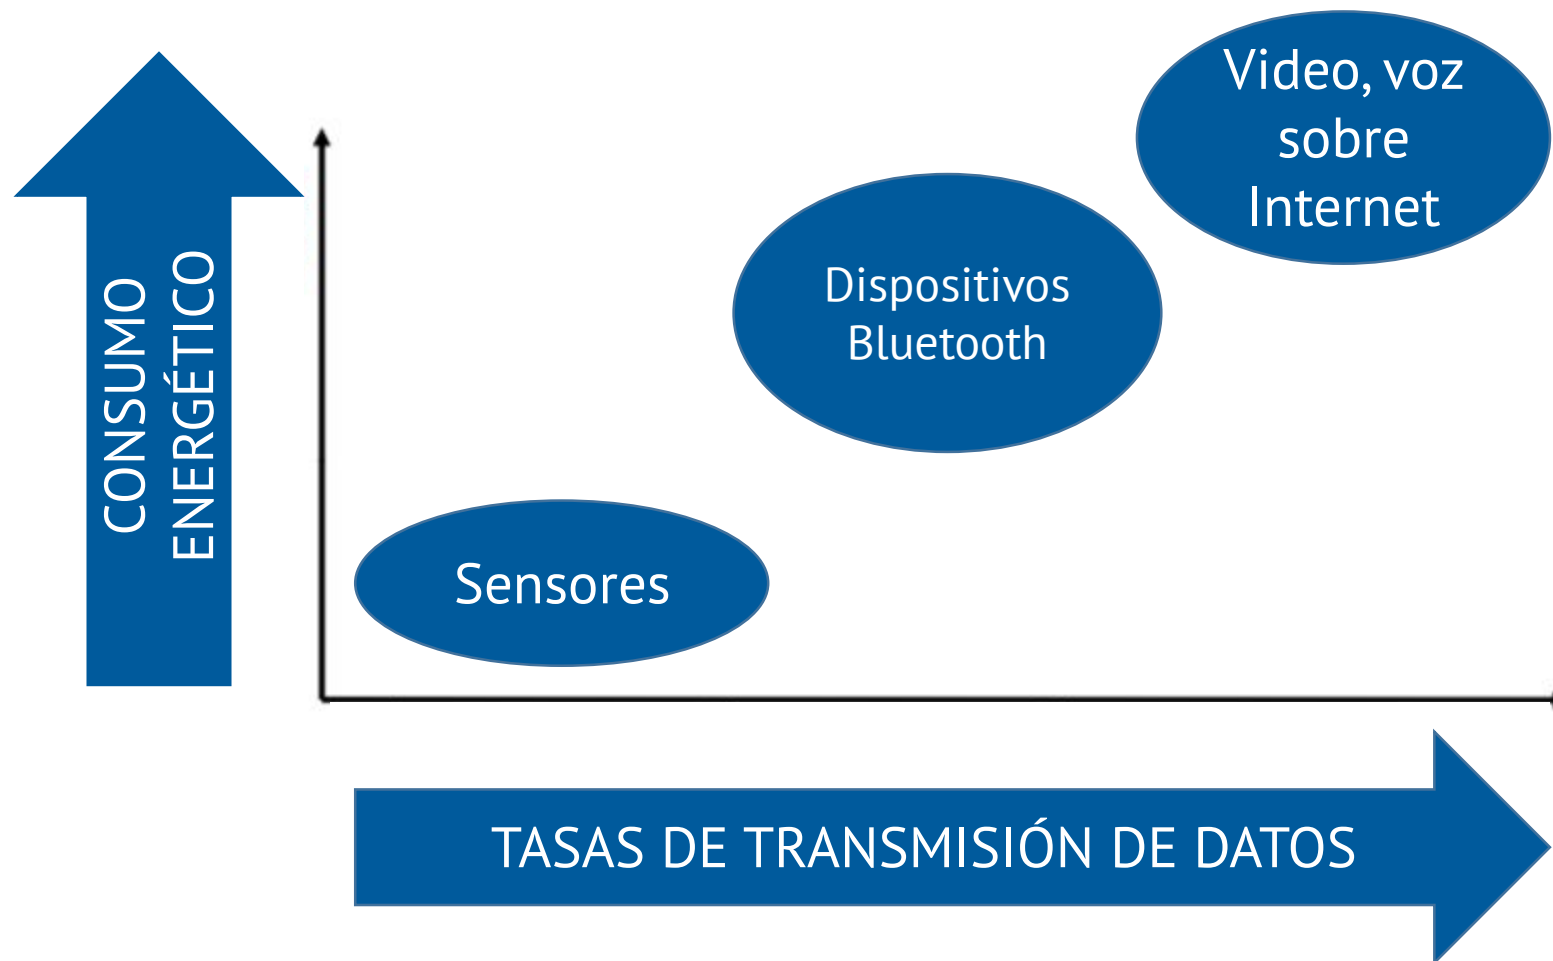 Video, voz
sobre
Internet
Dispositivos
Bluetooth
CONSUMO
ENERGÉTICO
Sensores
TASAS DE TRANSMISIÓN DE DATOS